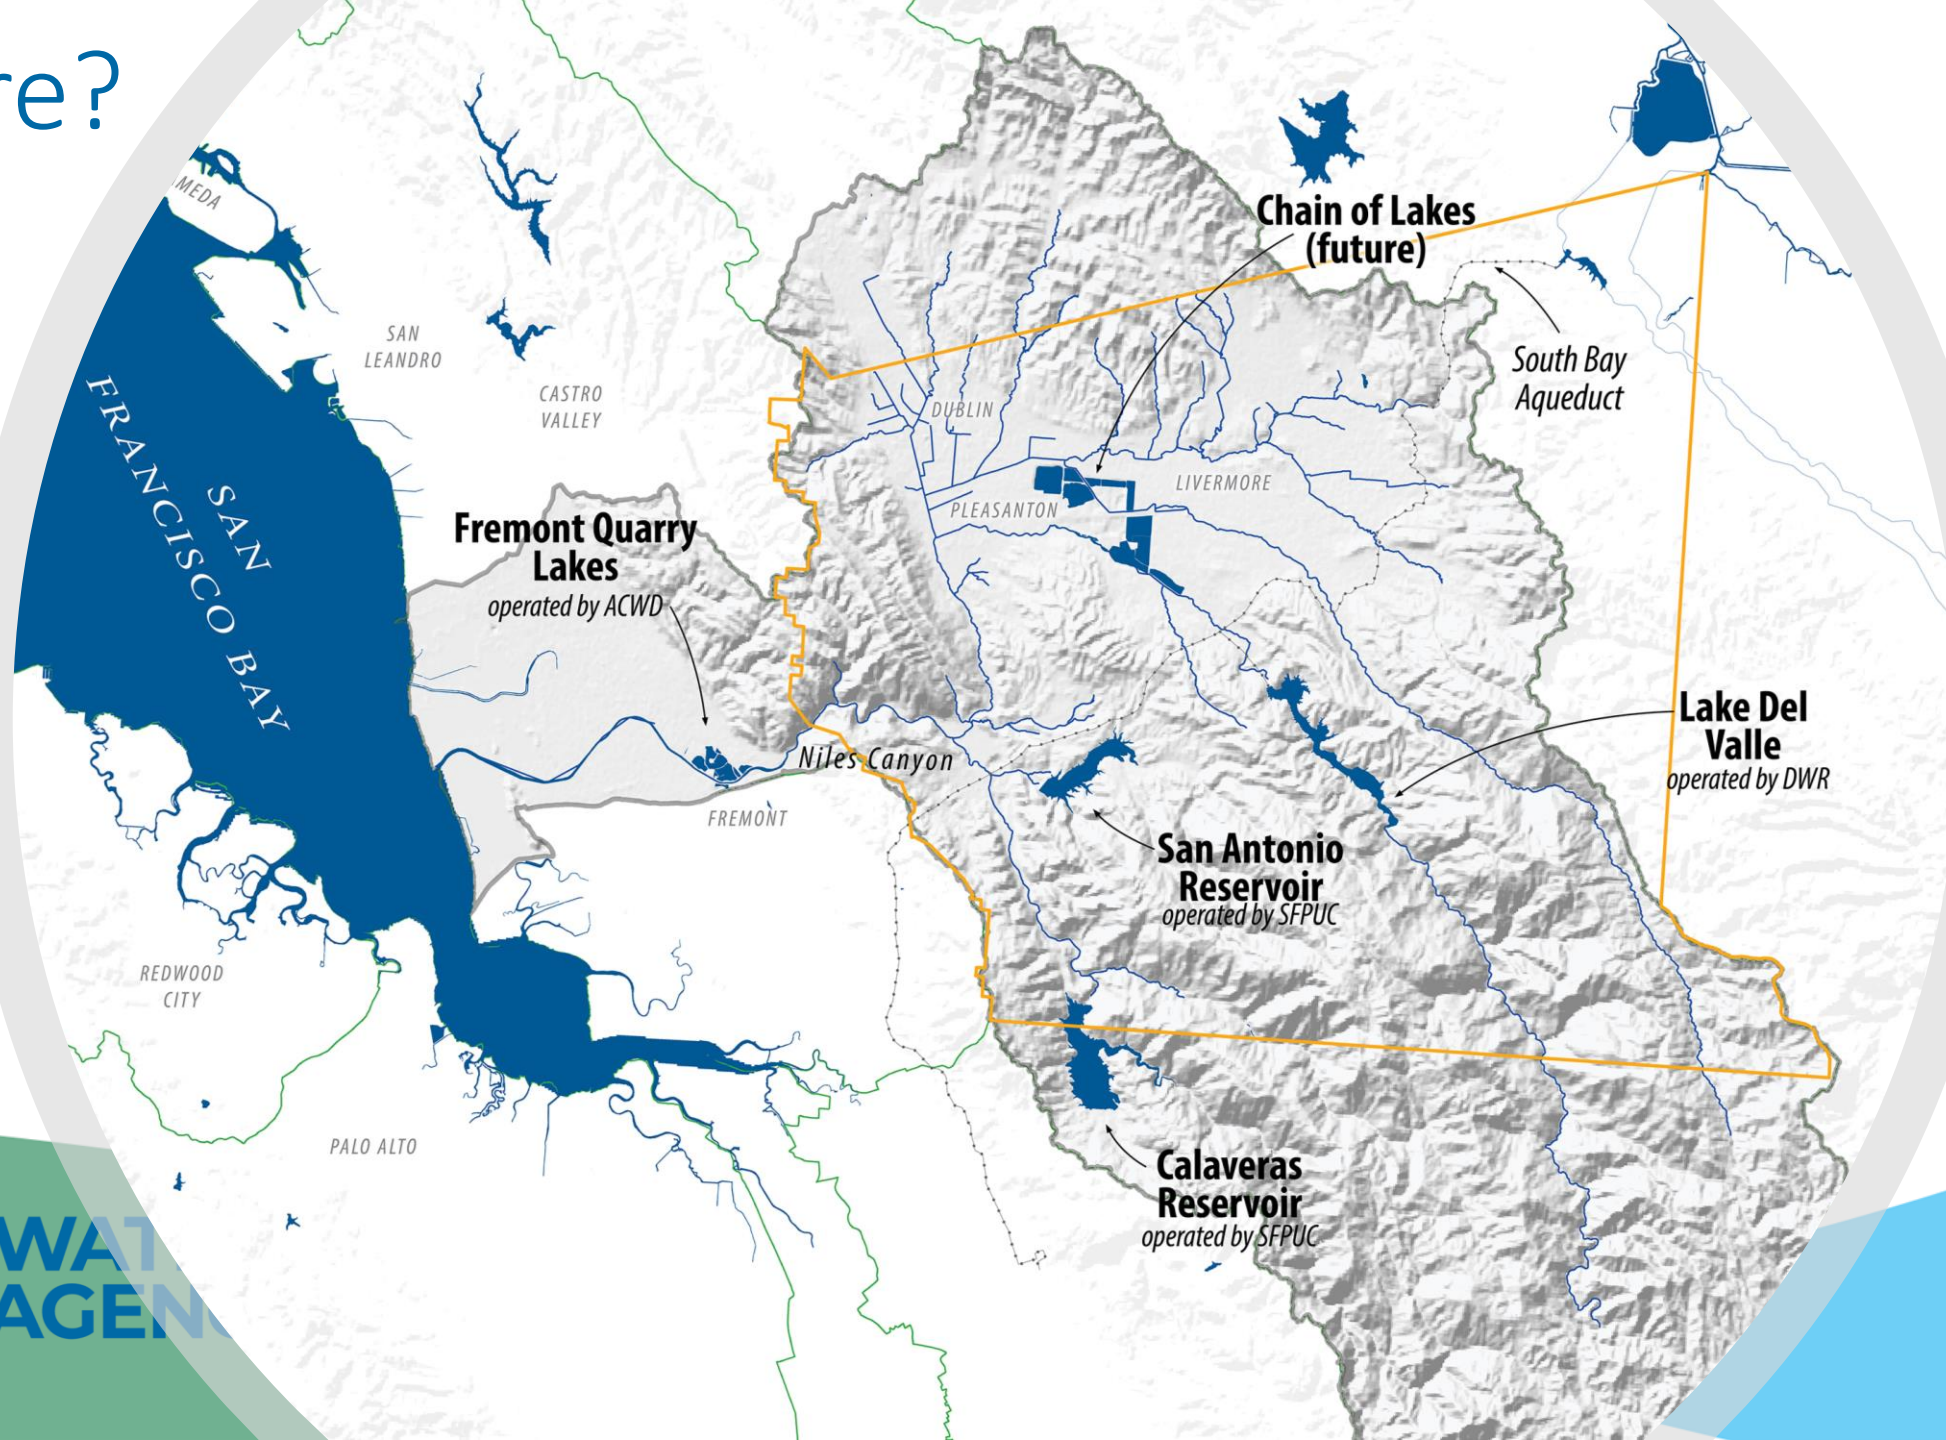 re?
MEDA
SAN
LEANDRO
CASTRO
VALLEY
SAN
FRANCISCO BAY
Chain of Lakes
(future)
South Bay
Aqueduct
DUBLIN
LIVERMORE
PLEASANTON
Fremont Quarry
Lakes
operated by ACWD
Niles Canyon
FREMONT
Lake Del
Valle
operated by DWR
San Antonio
Reservoir
operated by SFPUC
REDWOOD
CITY
PALO ALTO
Calaveras
Reservoir
operated by SFPUC
WAT
AGENC